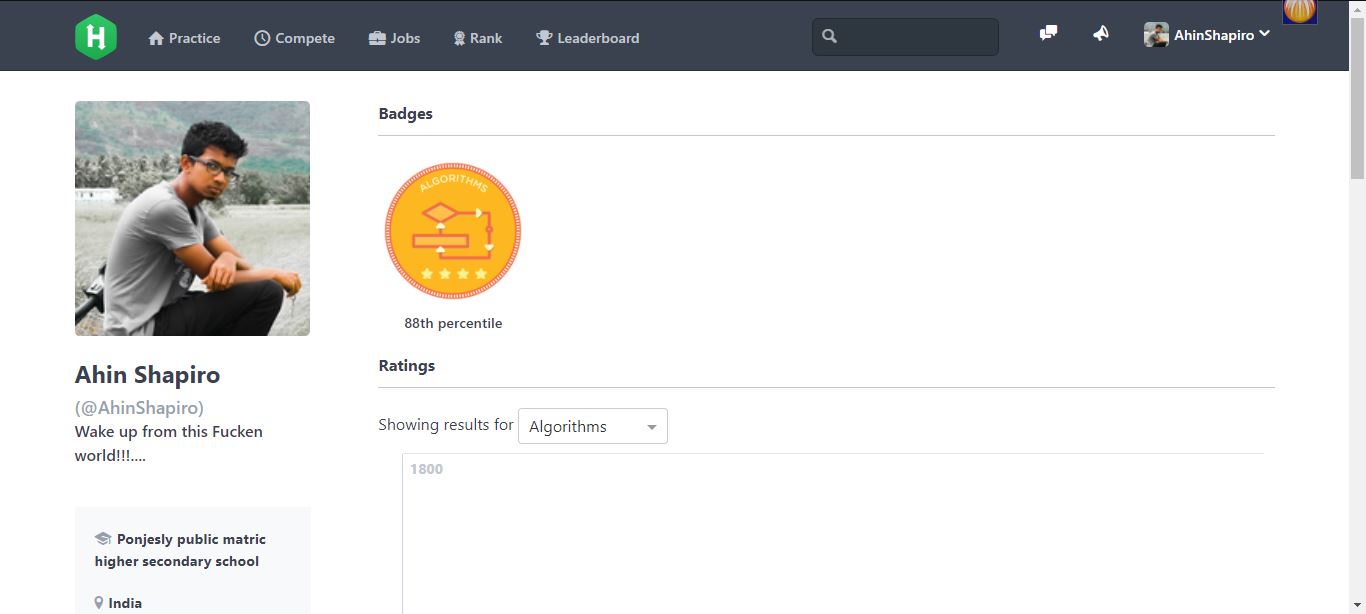 H
Practice
Compete
Jobs
Rank
Leaderboard
AhinShapiro
Badges
ALGORITHMS
88th percentile
Ratings
Showing results for Algorithms
1800
Ahin Shapiro
(@AhinShapiro)
Wake up from this Fucken
world!!!....
Ponjesly public matric
higher secondary school
India